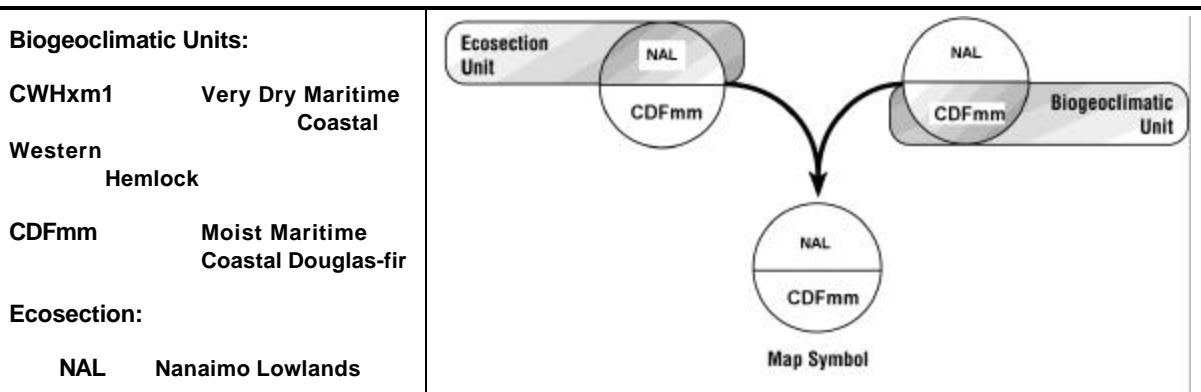 Biogeoclimatic Units:
CWHxm1 Very Dry Maritime
Coastal
Western
Hemlock
CDFmm Moist Maritime
Coastal Douglas-fir
Ecosection:
NAL Nanaimo Lowlands
Ecosection
Unit
NAL
CDFmm
NAL
CDFmm
Biogeoclimatic
Unit
NAL
CDFmm
Map Symbol